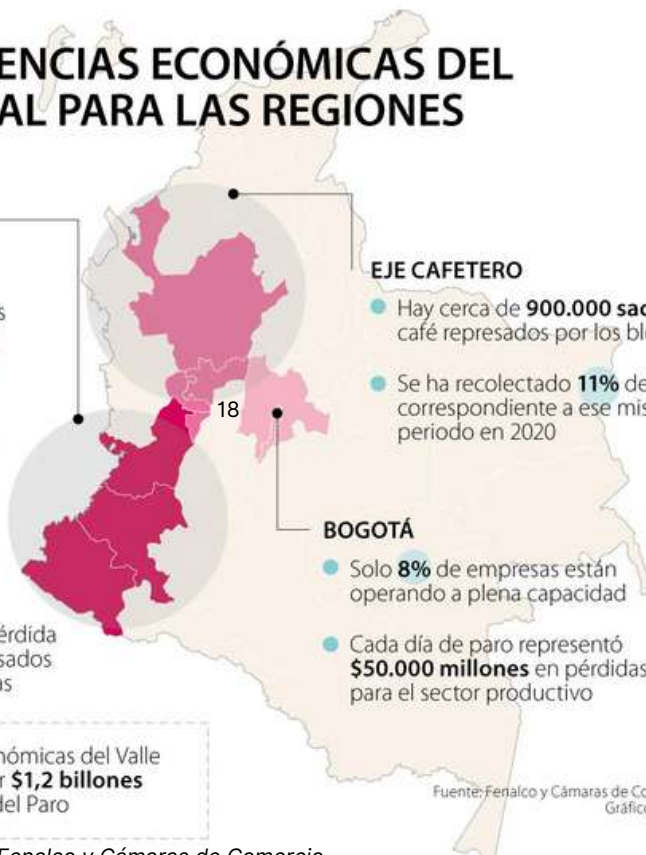 ENCIAS ECONÓMICAS DEL
AL PARA LAS REGIONES
s
EJE CAFETERO
Hay cerca de 900.000 sac
café represados por los bl
Se ha recolectado 11% de
correspondiente a ese mis
periodo en 2020
18
BOGOTÁ
Solo 8% de empresas están
operando a plena capacidad
Cada día de paro representó
$50.000 millones en pérdidas
para el sector productivo
érdida
sados
as
nómicas del Valle
r $1,2 billones
del Paro
Fuente: Fenalco y Cámaras de Co
Gráfico
Fenalco y Cámaras de Comercio